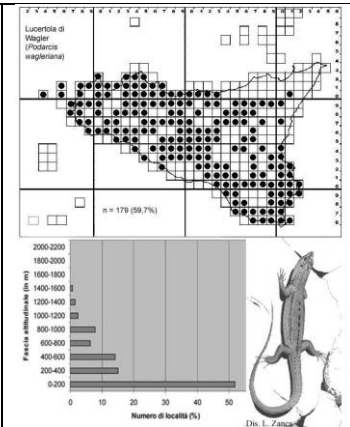 Lucertola di
Wagler
(Podarcis
wagleriana)
n = 179 (59,7%)
Fascia altitudinale (in m)
2000-2200
1800-2000
1600-1800
1400-1600
1200-1400
1000-1200
800-1000
600-800
400-600
200-400
0-200
0 10 20 30 40 50
Numero di località (%)
Dis. L. Zanca